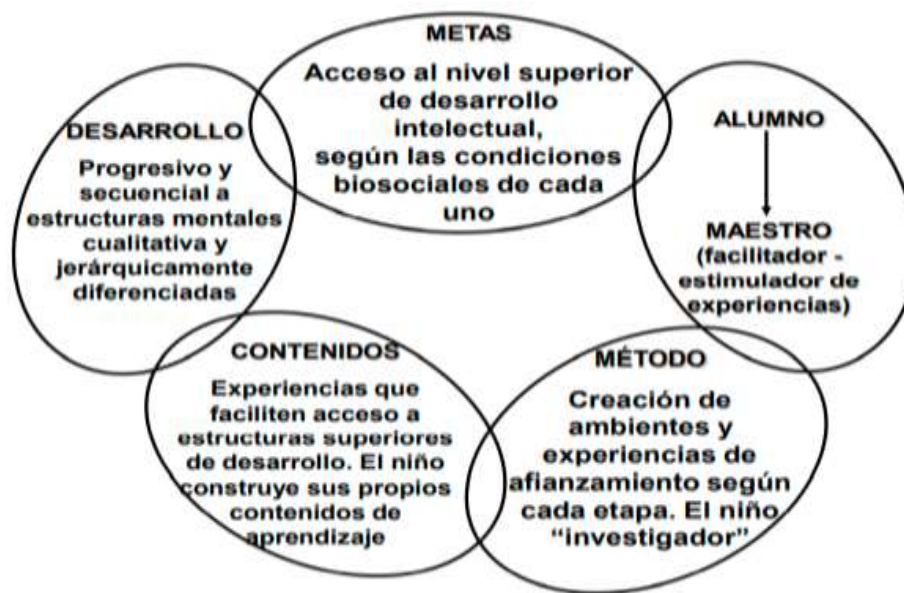 METAS
Acceso al nivel superior
de desarrollo
intelectual,
según las condiciones
biosociales de cada
uno
DESARROLLO
Progresivo y
secuencial a
estructuras mentales
cualitativa y
jerárquicamente
diferenciadas
ALUMNO
MAESTRO
(facilitador -
estimulador de
experiencias)
CONTENIDOS
Experiencias que
faciliten acceso a
estructuras superiores
de desarrollo. El niño
construye sus propios
contenidos de
aprendizaje
MÉTODO
Creación de
ambientes y
experiencias de
afianzamiento según
cada etapa. El niño
“investigador”